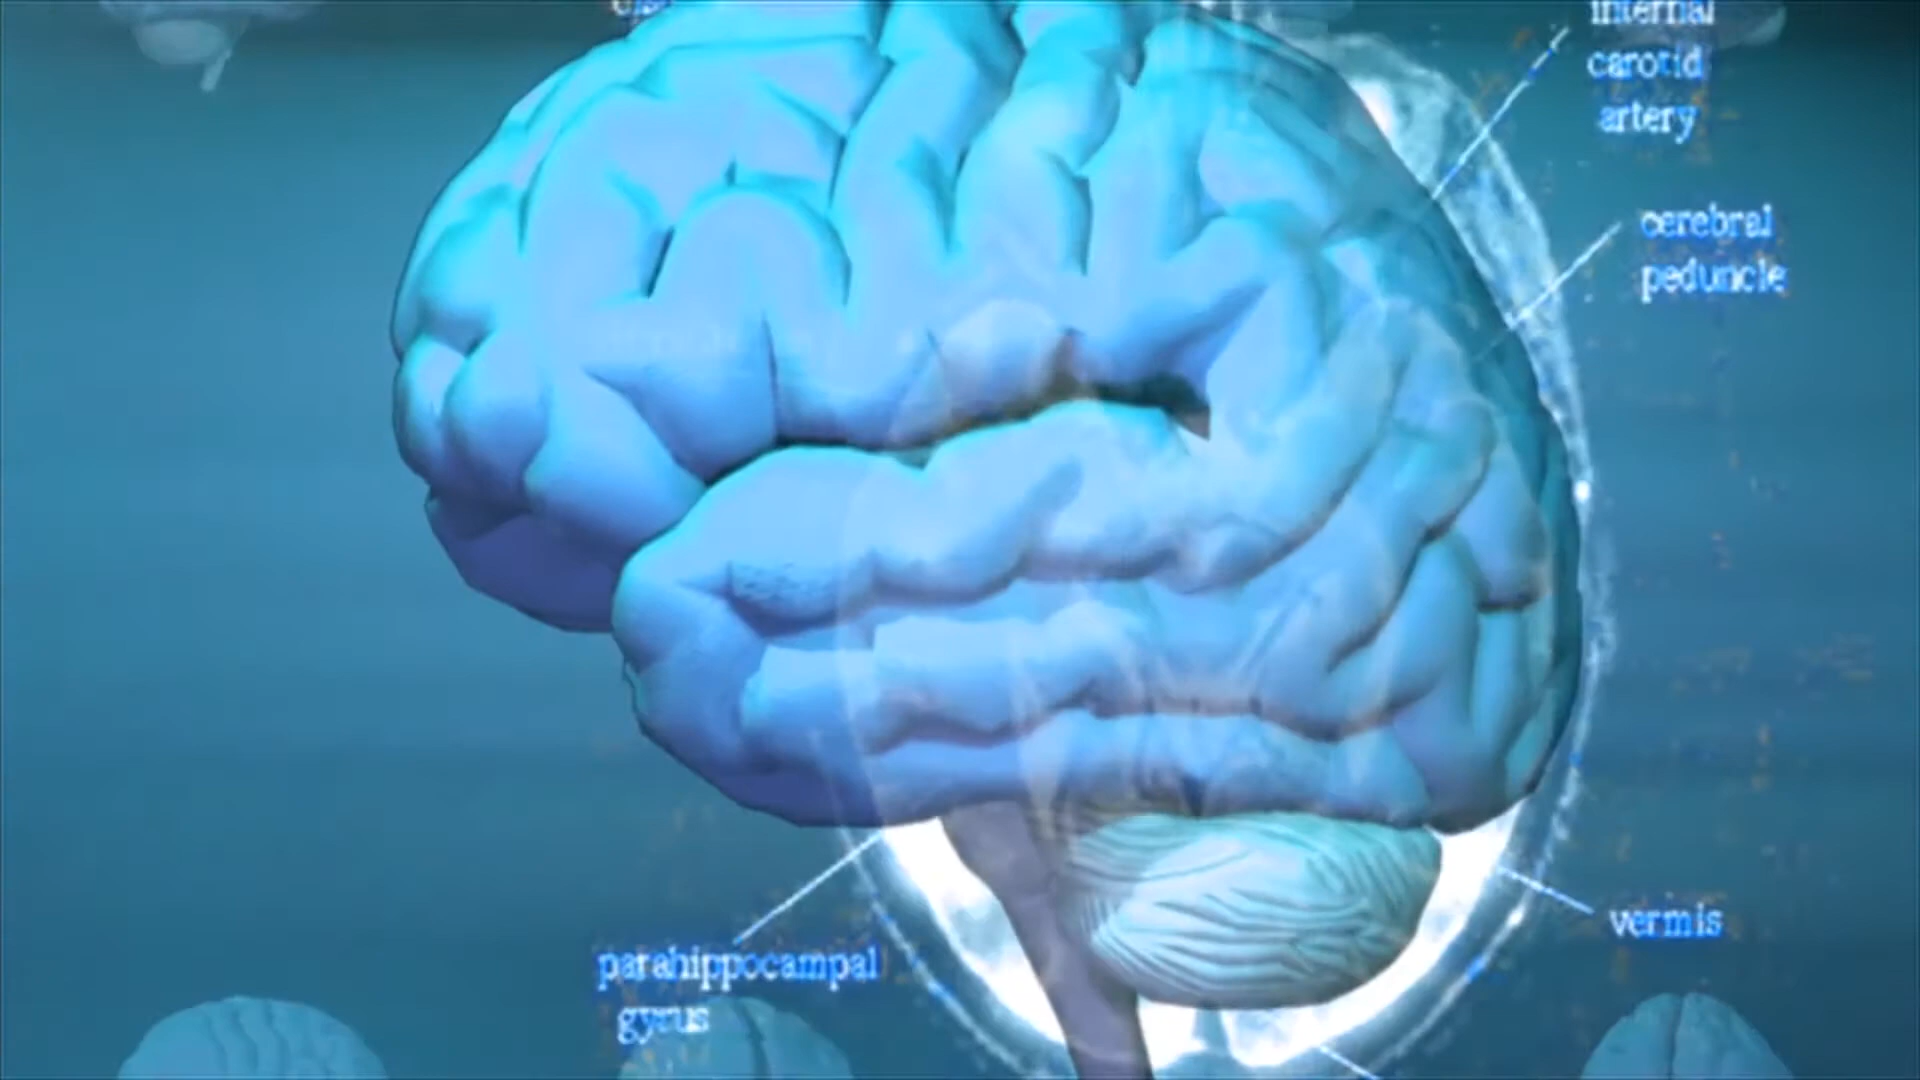 internal
carotid
artery
cerebral
peduncle
vermis
parahippocampal
gyrus